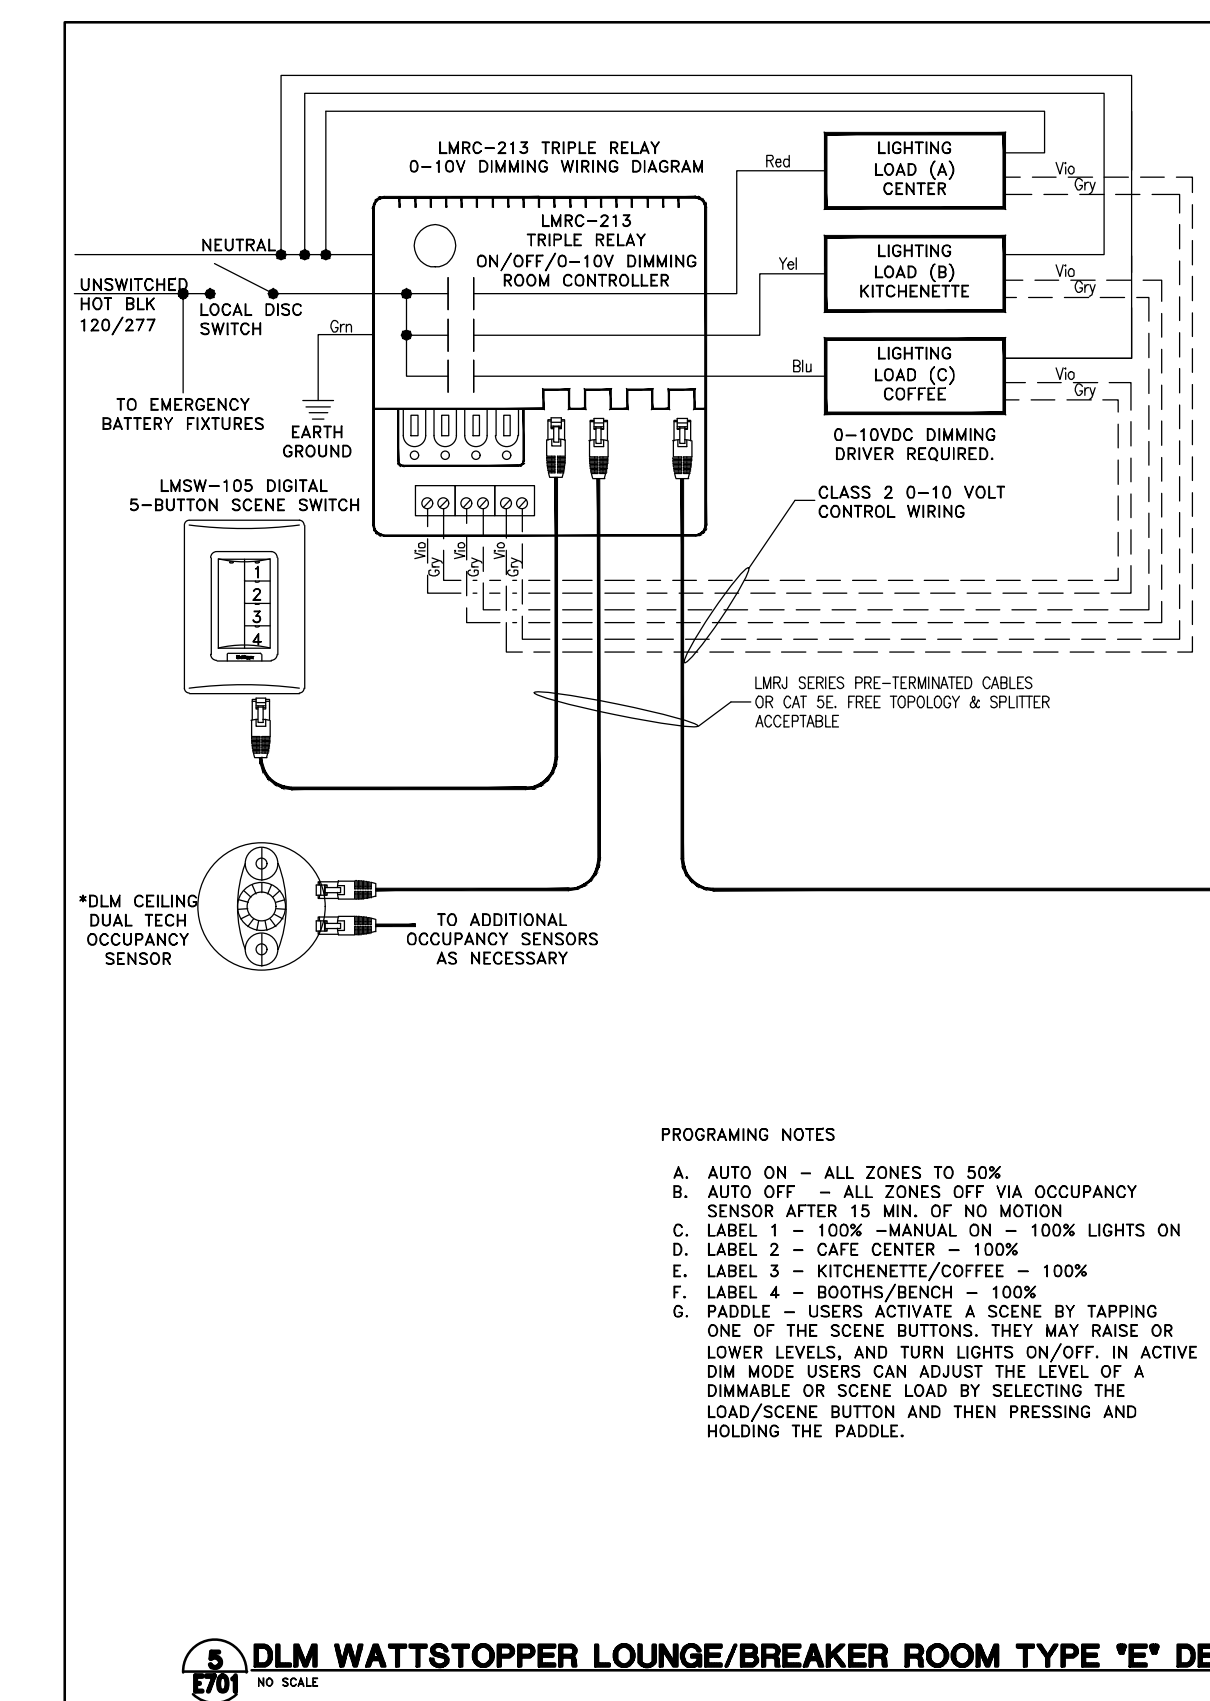 LMRC-213 TRIPLE RELAY
0-10V DIMMING WIRING DIAGRAM
LMRC-213
TRIPLE RELAY
ON/OFF/0-10V DIMMING
ROOM CONTROLLER
NEUTRAL
UNSWITCHED
HOT BLK
120/277
LOCAL DISC
SWITCH
Grn
TO EMERGENCY
BATTERY FIXTURES
EARTH
GROUND
Red
Yel
Blu
LIGHTING
LOAD (A)
CENTER
Vio
Gry
LIGHTING
LOAD (B)
KITCHENETTE
Vio
Gry
LIGHTING
LOAD (C)
COFFEE
Vio
Gry
0-10VDC DIMMING
DRIVER REQUIRED.
CLASS 2 0-10 VOLT
CONTROL WIRING
LMSW-105 DIGITAL
5-BUTTON SCENE SWITCH
1
2
3
4
Vio
Gry
Vio
Gry
Vio
Gry
LMRJ SERIES PRE-TERMINATED CABLES
OR CAT 5E. FREE TOPOLOGY & SPLITTER
ACCEPTABLE
*DLM CEILING
DUAL TECH
OCCUPANCY
SENSOR
TO ADDITIONAL
OCCUPANCY SENSORS
AS NECESSARY
PROGRAMING NOTES
A. AUTO ON - ALL ZONES TO 50%
B. AUTO OFF - ALL ZONES OFF VIA OCCUPANCY
SENSOR AFTER 15 MIN. OF NO MOTION
C. LABEL 1 - 100% -MANUAL ON - 100% LIGHTS ON
D. LABEL 2 - CAFE CENTER - 100%
E. LABEL 3 - KITCHENETTE/COFFEE - 100%
F. LABEL 4 - BOOTHS/BENCH - 100%
G. PADDLE - USERS ACTIVATE A SCENE BY TAPPING
ONE OF THE SCENE BUTTONS. THEY MAY RAISE OR
LOWER LEVELS, AND TURN LIGHTS ON/OFF. IN ACTIVE
DIM MODE USERS CAN ADJUST THE LEVEL OF A
DIMMABLE OR SCENE LOAD BY SELECTING THE
LOAD/SCENE BUTTON AND THEN PRESSING AND
HOLDING THE PADDLE.
5
E701
DLM WATTSTOPPER LOUNGE/BREAKER ROOM TYPE "E" DE
NO SCALE